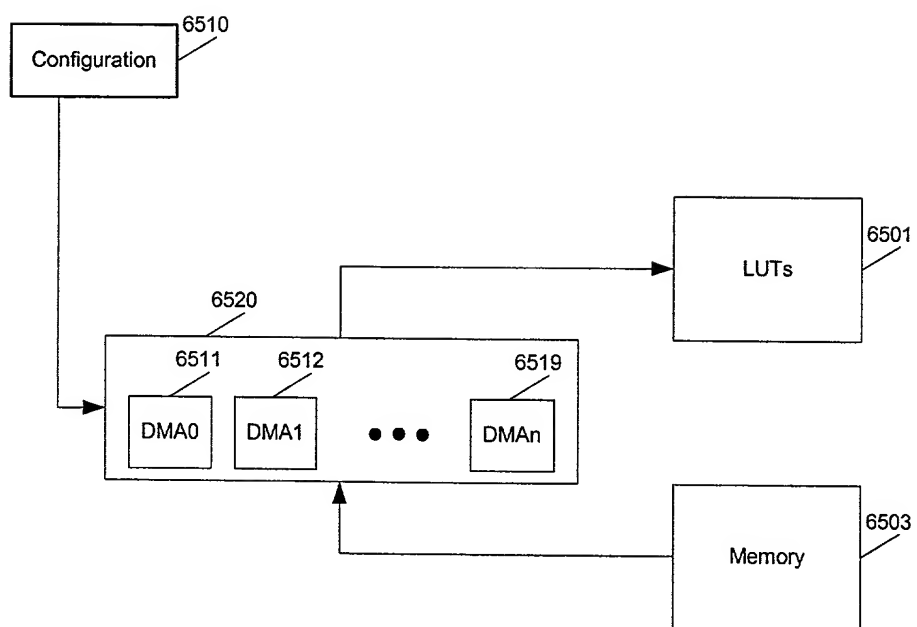 6510
Configuration
6501
LUTs
6520
6511
6512
6519
DMA0
DMA1
DMAn
6503
Memory